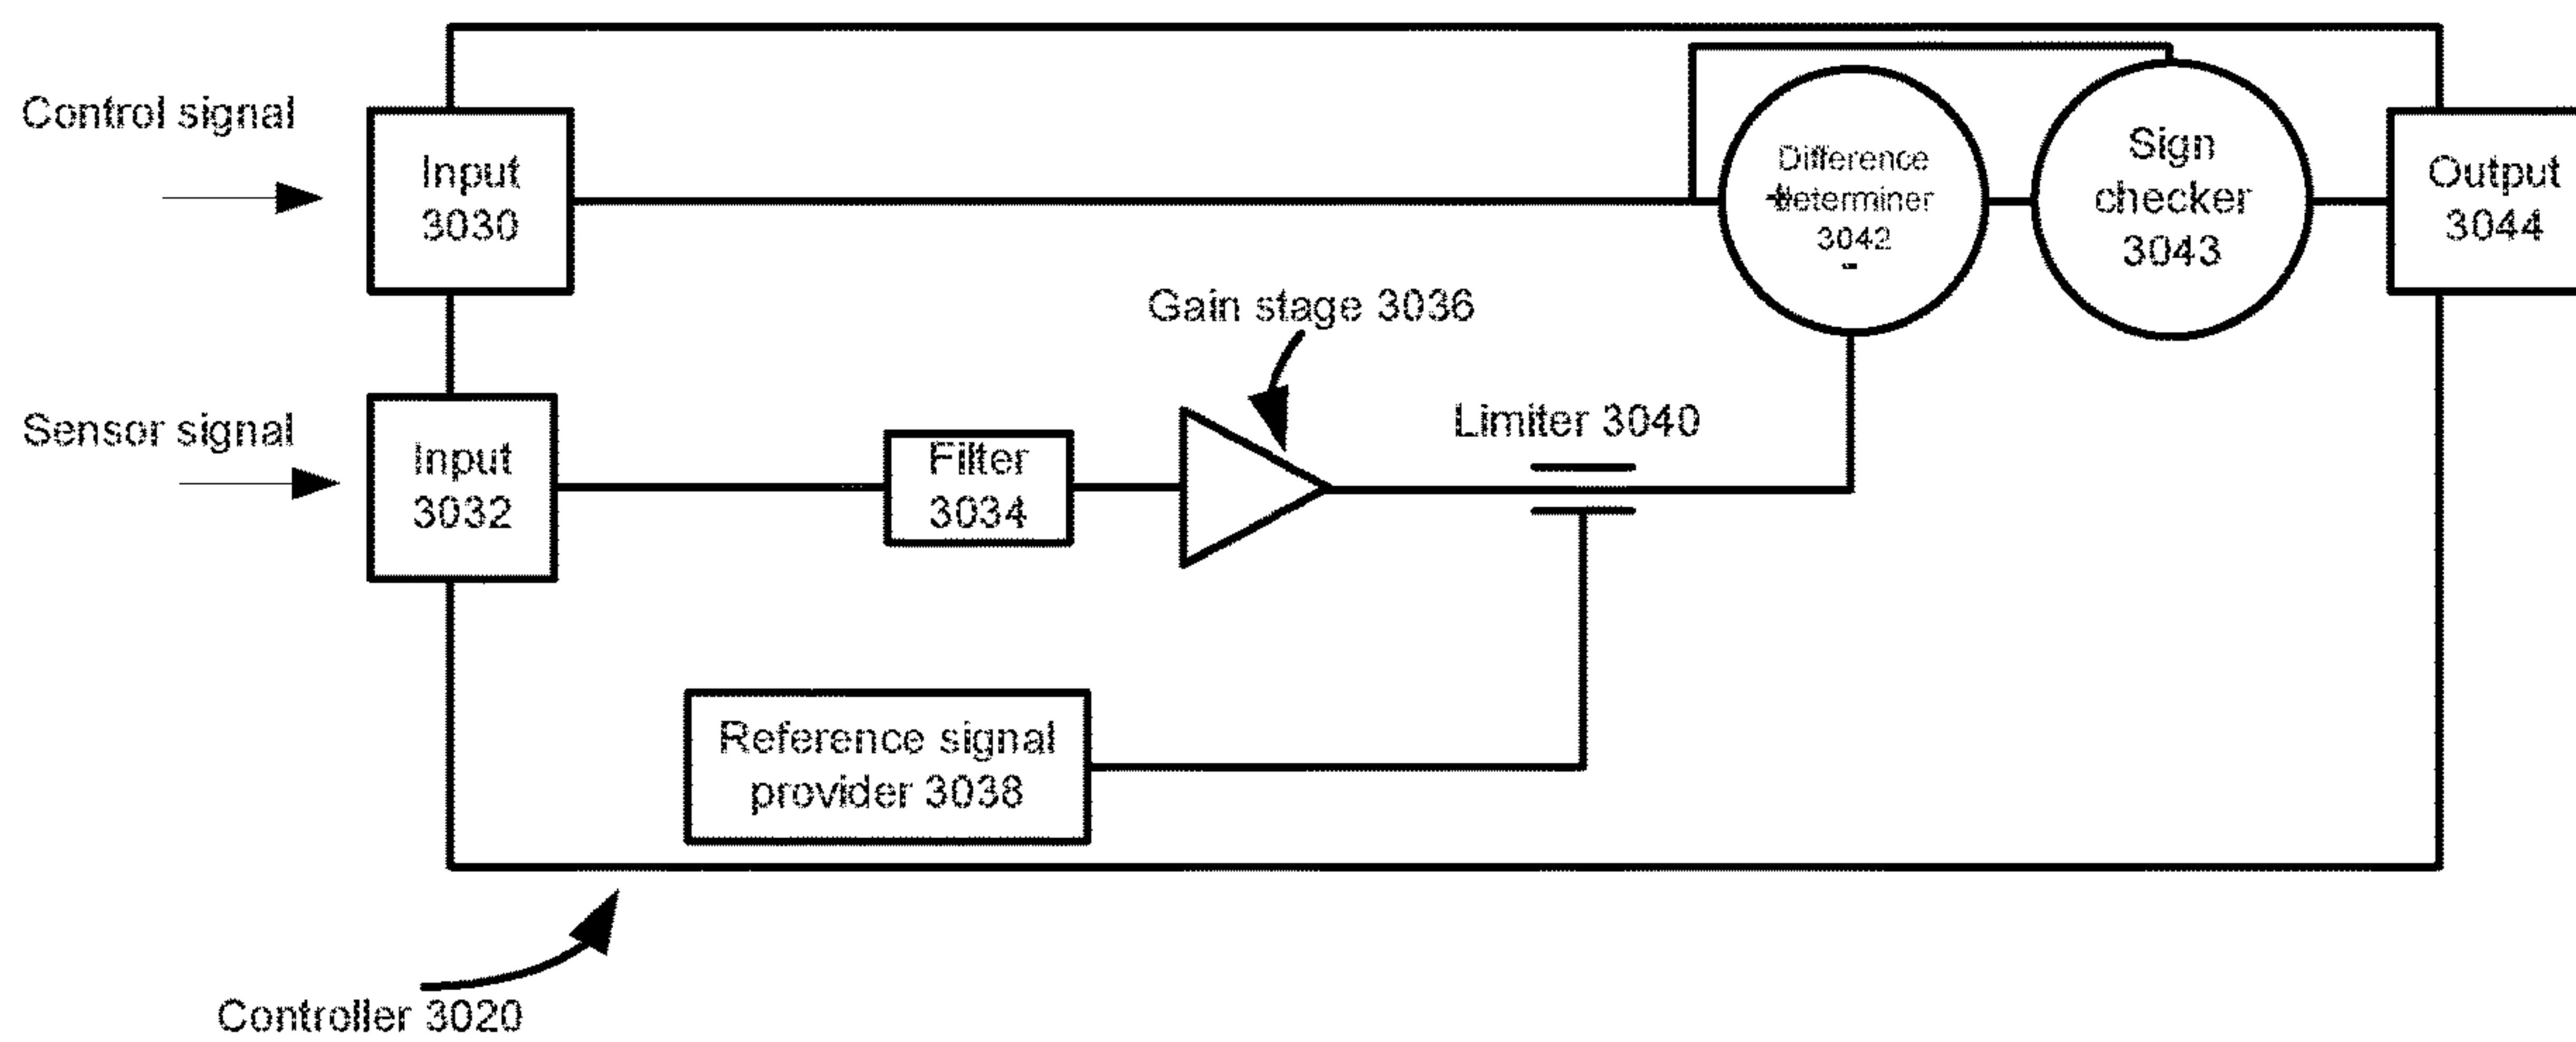 Control signal
Input
3030
Difference
+determiner
3042
-
Sign
checker
3043
Output
3044
Gain stage 3036
Sensor signal
Input
3032
Filter
3034
Limiter 3040
Reference signal
provider 3038
Controller 3020